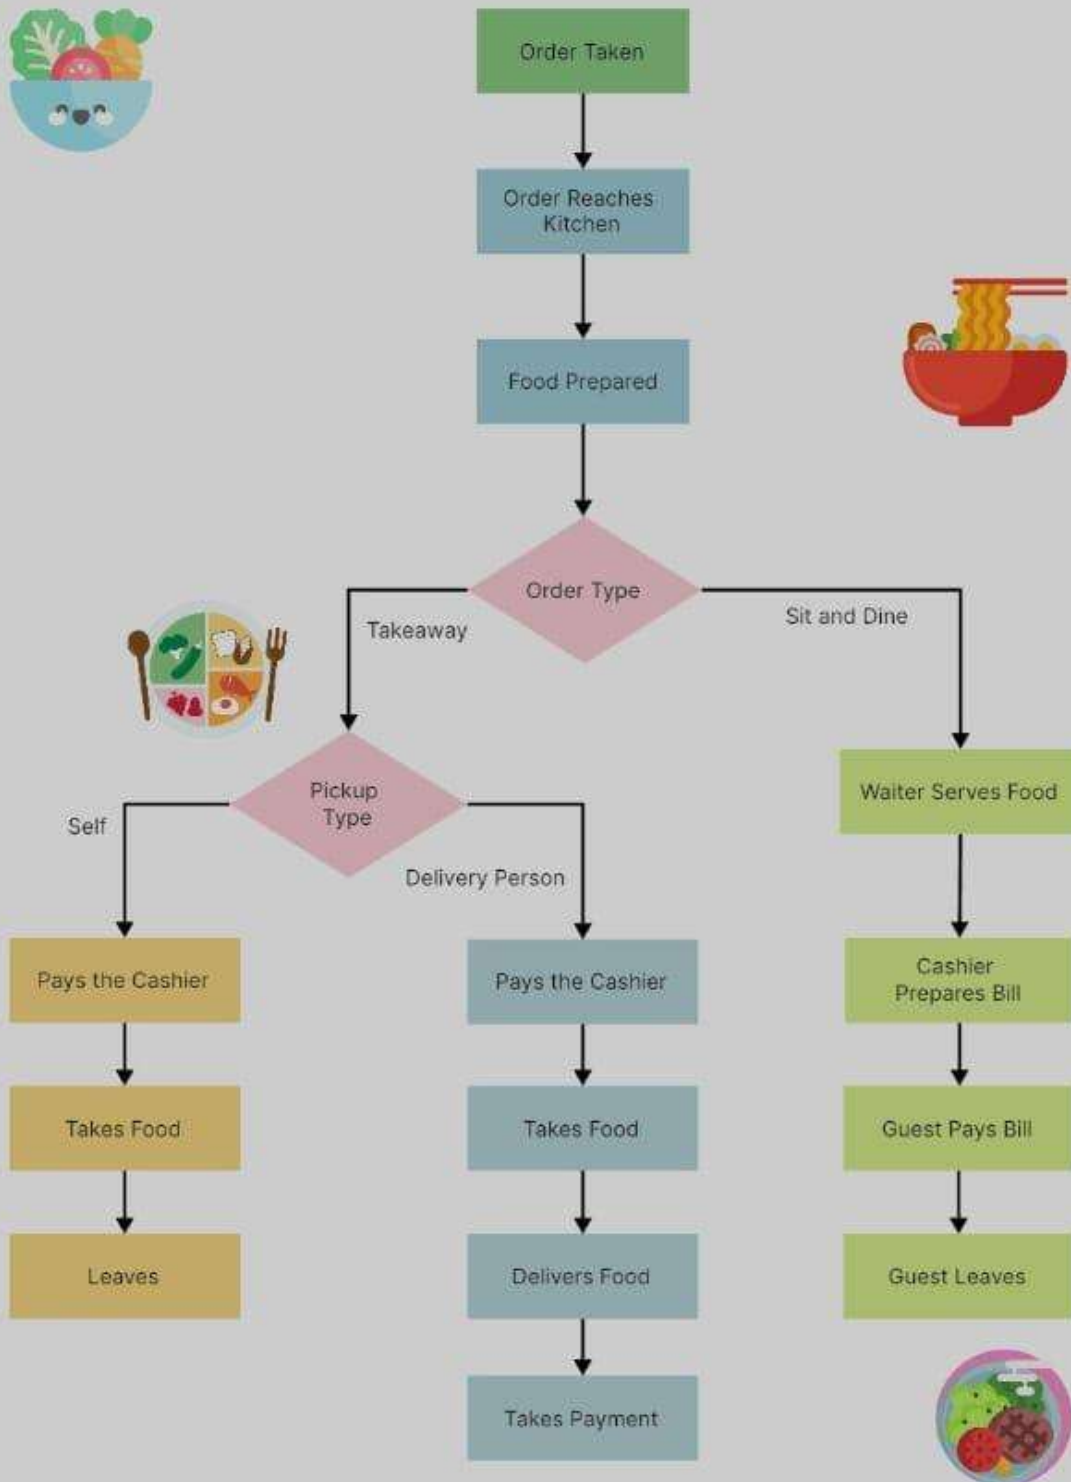 Order Taken
Order Reaches
Kitchen
Food Prepared
Order Type
Takeaway
Sit and Dine
Pickup
Type
Self
Delivery Person
Waiter Serves Food
Pays the Cashier
Pays the Cashier
Cashier
Prepares Bill
Takes Food
Takes Food
Guest Pays Bill
Leaves
Delivers Food
Guest Leaves
Takes Payment